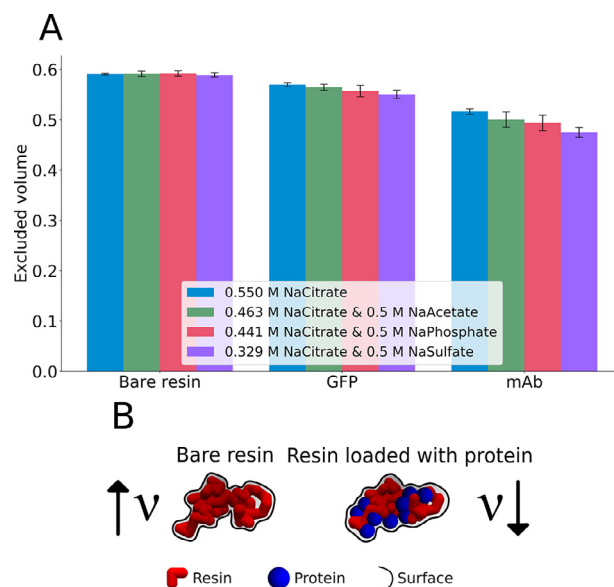 A
Excluded volume
0.6
0.5
0.4
0.3
0.2
0.1
0.0
0.550 M NaCitrate
0.463 M NaCitrate & 0.5 M NaAcetate
0.441 M NaCitrate & 0.5 M NaPhosphate
0.329 M NaCitrate & 0.5 M NaSulfate
Bare resin GFP mAb
B
Bare resin Resin loaded with protein
ν ν
Resin Protein Surface